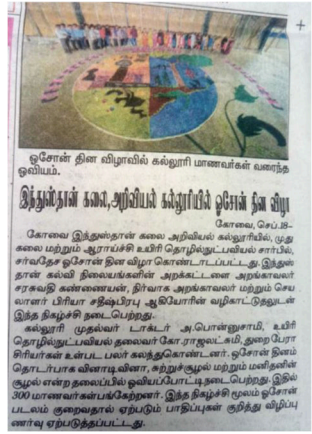 ஓசோன் தின விழாவில் கல்லூரி மாணவர்கள் வரைந்த
ஓவியம்.
இந்துஸ்தான் கலை,அறிவியல் கல்லூரியில் ஓசோன் தின விழா
கோவை, செப்.18–
கோவை இந்துஸ்தான் கலை அறிவியல் கல்லூரியில், முது
கலை மற்றும் ஆராய்ச்சி உயிரி தொழில்நுட்பவியல் சார்பில்,
சர்வதேச ஓசோன் தின விழா கொண்டாடப்பட்டது. இந்துஸ்
தான் கல்வி நிலையங்களின் அறக்கட்டளை அறங்காவலர்
சரசுவதி கண்ணையன், நிர்வாக அறங்காவலர் மற்றும் செய
லாளர் பிரியா சதீஷ்பிரபு ஆகியோரின் வழிகாட்டுதலுடன்
இந்த நிகழ்ச்சி நடைபெற்றது.
கல்லூரி முதல்வர் டாக்டர் அ.பொன்னுசாமி, உயிரி
தொழில்நுட்பவியல் தலைவர் கோ.ராஜலட்சுமி, துறை பேரா
சிரியர்கள் உள்பட பலர் கலந்துகொண்டனர். ஓசோன் தினம்
தொடர்பாக வினாடி வினா, சுற்றுச்சூழல் மற்றும் மனிதனின்
சூழல் என்ற தலைப்பில் ஓவியப்போட்டி நடைபெற்றது. இதில்
300 மாணவர்கள் பங்கேற்றனர். இந்த நிகழ்ச்சி மூலம் ஓசோன்
படலம் குறைவதால் ஏற்படும் பாதிப்புகள் குறித்து விழிப்பு
ணர்வு ஏற்படுத்தப்பட்டது.